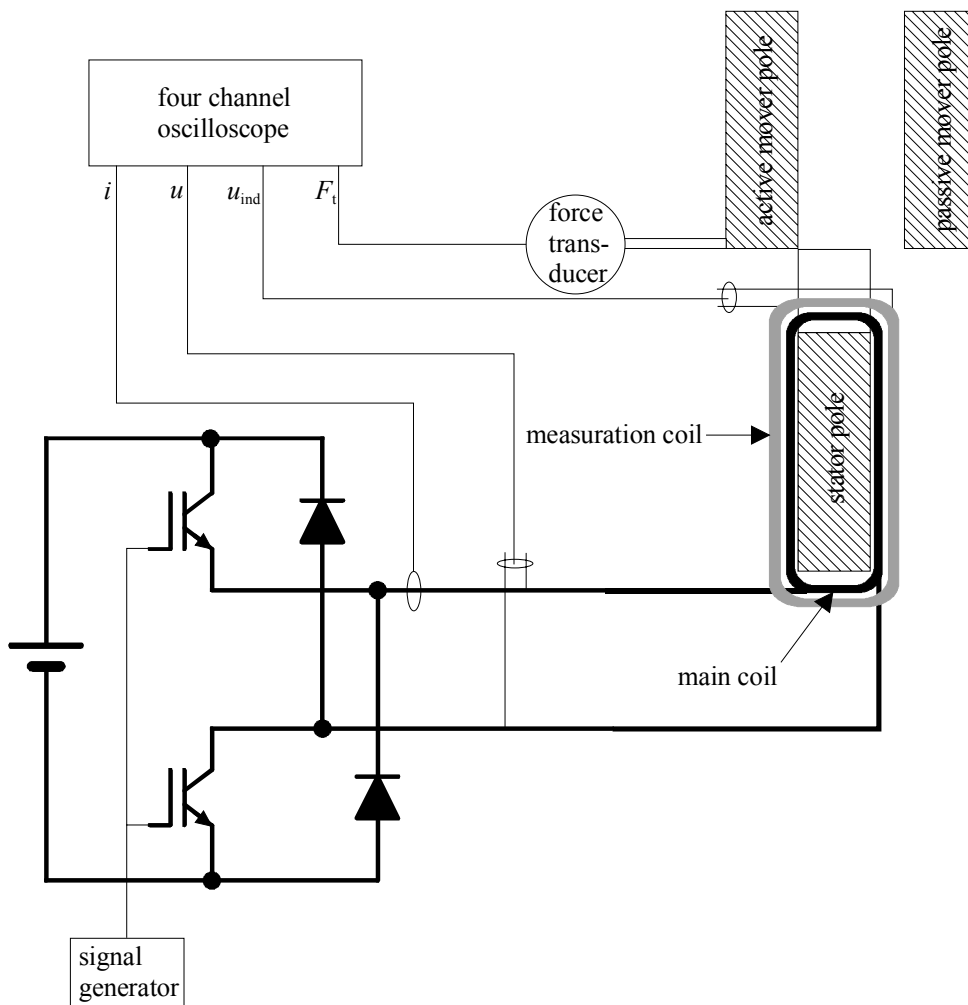 four channel
oscilloscope
i
u
u_ind
F_t
force
trans-
ducer
active mover pole
passive mover pole
measuration coil
stator pole
main coil
signal
generator